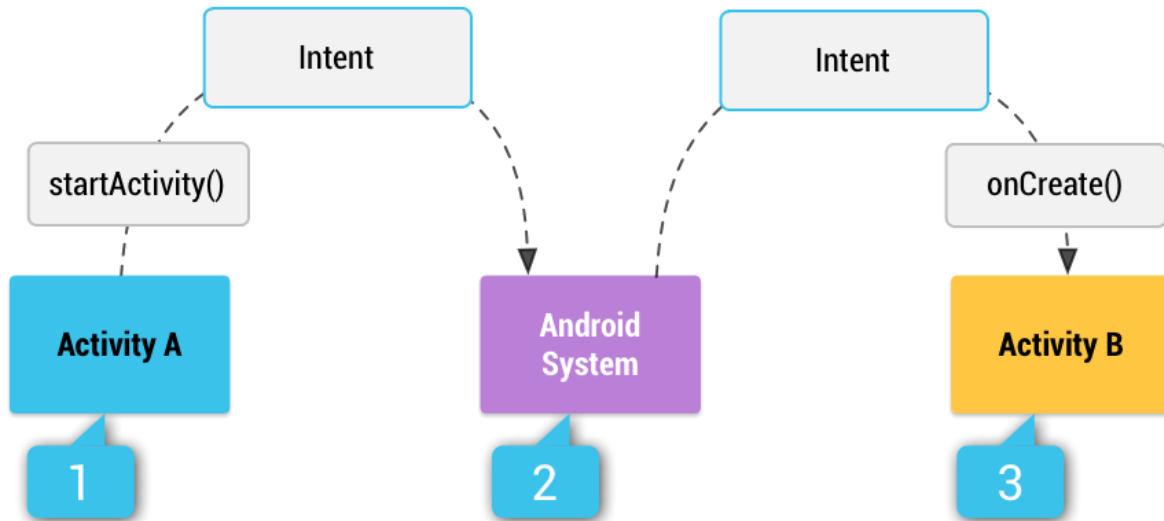 Intent
Intent
startActivity()
onCreate()
Activity A
Android
System
Activity B
1
2
3